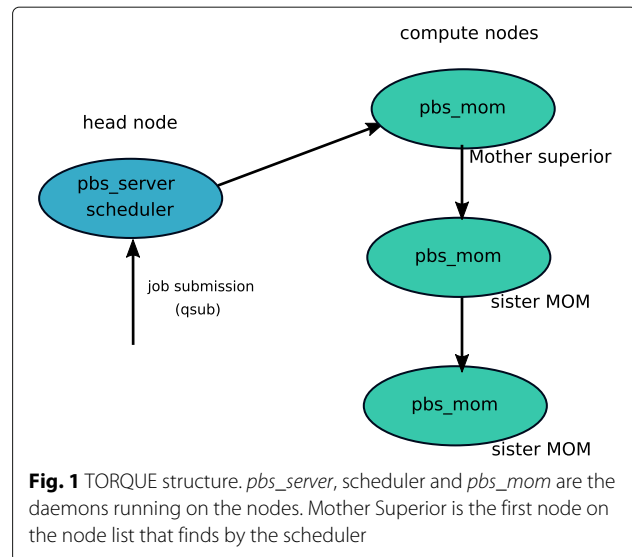 compute nodes
pbs_mom
head node
Mother superior
pbs_server
scheduler
pbs_mom
job submission
(qsub)
sister MOM
pbs_mom
sister MOM
Fig. 1 TORQUE structure. pbs_server, scheduler and pbs_mom are the
daemons running on the nodes. Mother Superior is the first node on
the node list that finds by the scheduler